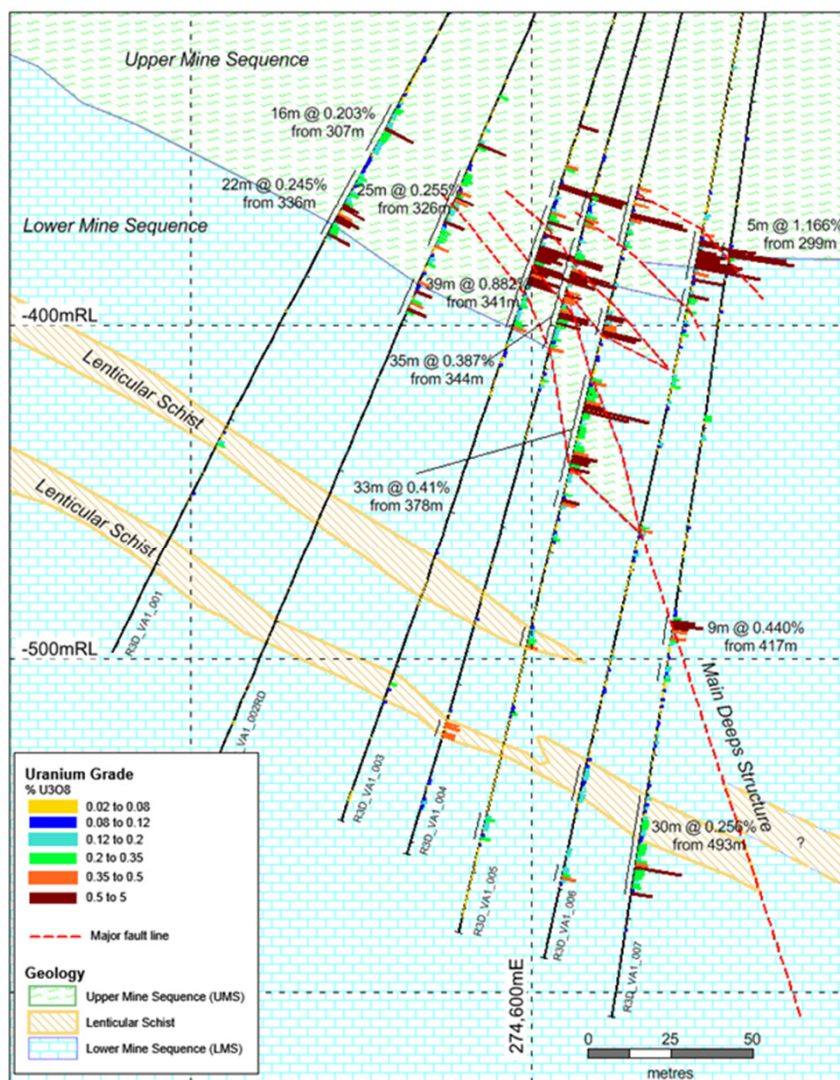 Upper Mine Sequence
16m @ 0.203%
from 307m
22m @ 0.245%
from 336m
25m @ 0.255%
from 326m
Lower Mine Sequence
5m @ 1.166%
from 299m
39m @ 0.882%
from 341m
-400mRL
35m @ 0.387%
from 344m
Lenticular Schist
33m @ 0.41%
from 378m
Lenticular Schist
R3D_VA1_001
9m @ 0.440%
from 417m
-500mRL
Main Deeps Structure
VA1_002RD
R3D_VA1_003
R3D_VA1_004
R3D_VA1_005
R3D_VA1_006
R3D_VA1_007
30m @ 0.256%
from 493m
?
274,600mE
Uranium Grade
% U3O8
0.02 to 0.08
0.08 to 0.12
0.12 to 0.2
0.2 to 0.35
0.35 to 0.5
0.5 to 5
Major fault line
Geology
Upper Mine Sequence (UMS)
Lenticular Schist
Lower Mine Sequence (LMS)
0 25 50
metres